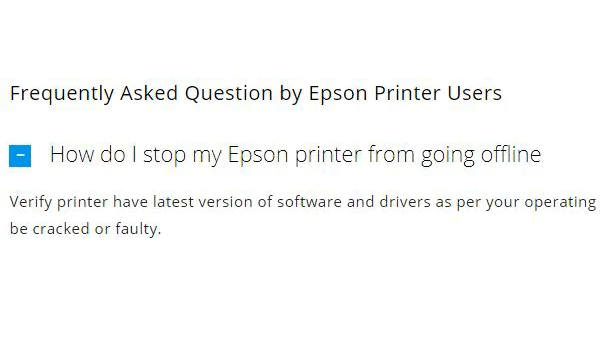 Frequently Asked Question by Epson Printer Users
How do I stop my Epson printer from going offline
Verify printer have latest version of software and drivers as per your operating
be cracked or faulty.